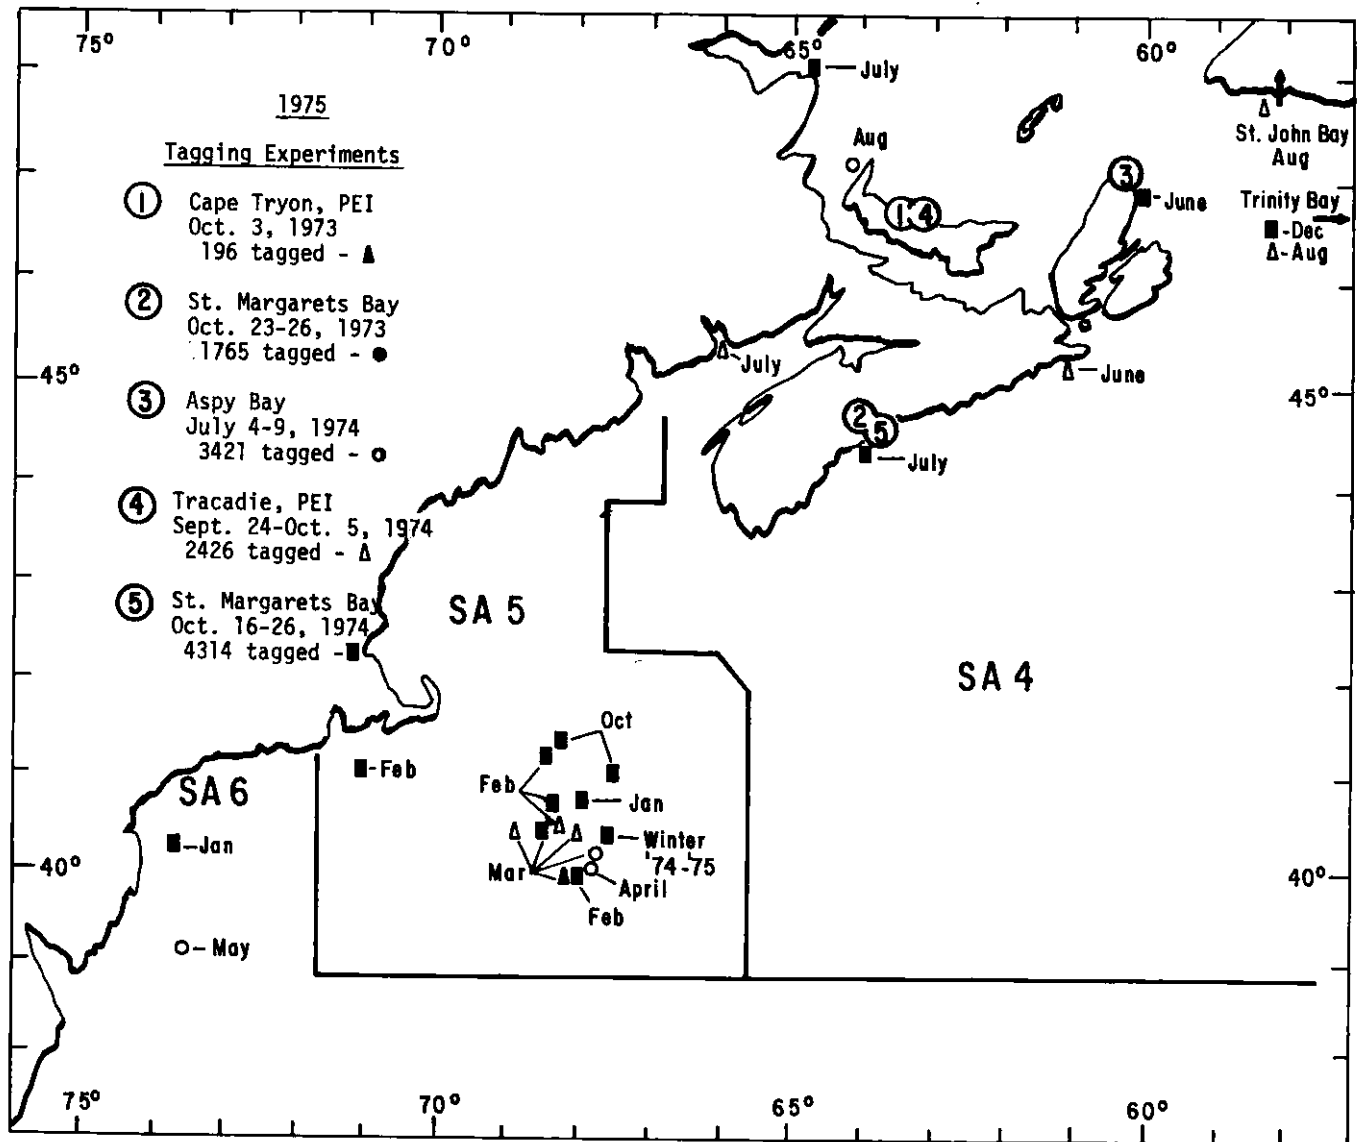 75° 70° 65° 60°
1975
Tagging Experiments
1 Cape Tryon, PEI
Oct. 3, 1973
196 tagged -
2 St. Margarets Bay
Oct. 23-26, 1973
1765 tagged -
3 Aspy Bay
July 4-9, 1974
3421 tagged -
4 Tracadie, PEI
Sept. 24-Oct. 5, 1974
2426 tagged -
5 St. Margarets Bay
Oct. 16-26, 1974
4314 tagged -
July
Aug
1 4
3
June
St. John Bay
Aug
Trinity Bay
-Dec
-Aug
45°
July
June
45°
2
5
July
SA 5
SA 4
SA 6
Oct
Feb
Feb
Jan
Jan
Winter
'74-'75
Mar
April
Feb
May
40°
40°
75° 70° 65° 60°